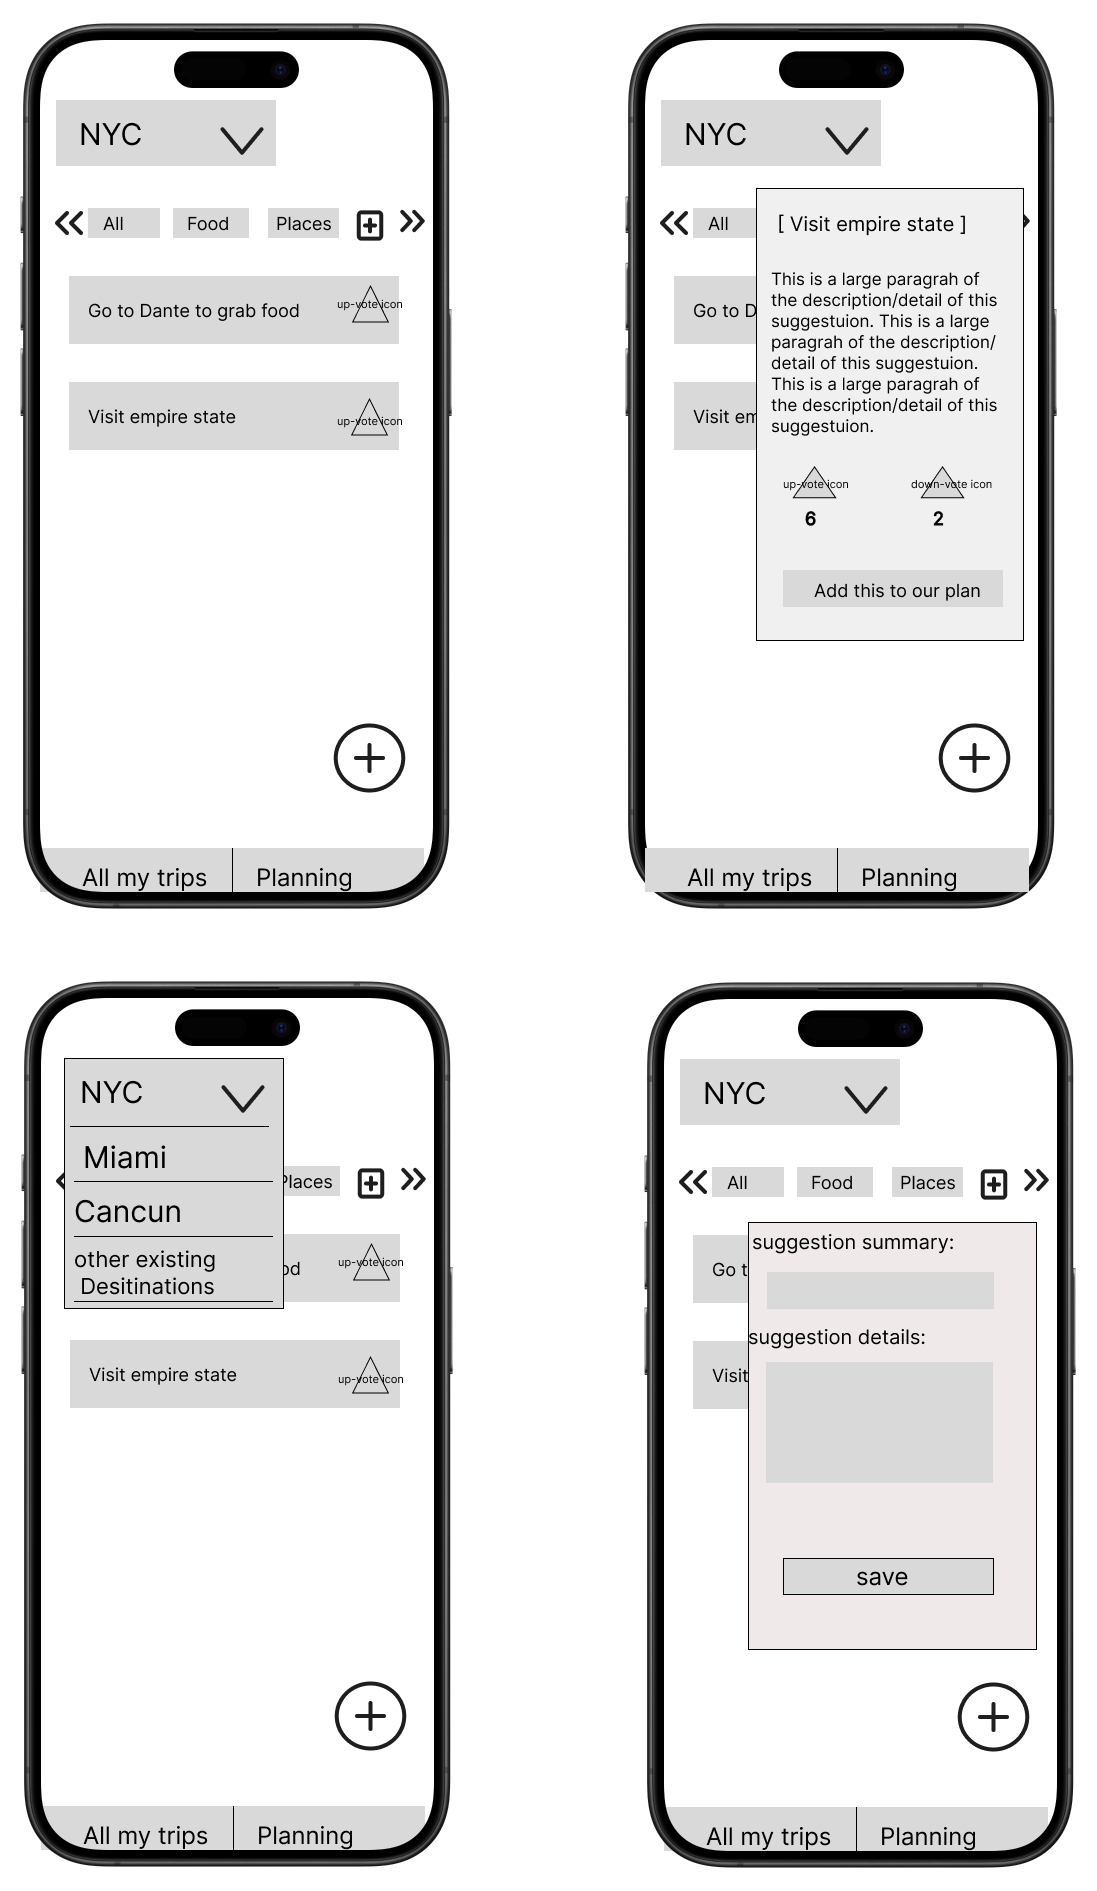 NYC
All
Food
Places
Go to Dante to grab food
up-vote icon
Visit empire state
up-vote icon
All my trips
Planning
NYC
All
[ Visit empire state ]
This is a large paragrah of
the description/detail of this
suggestuion. This is a large
paragrah of the description/
detail of this suggestuion.
This is a large paragrah of
the description/detail of this
suggestuion.
Go to D
Visit em
up-vote icon
down-vote icon
6
2
Add this to our plan
All my trips
Planning
NYC
Miami
Cancun
other existing
Desitinations
Places
od
up-vote icon
Visit empire state
up-vote icon
All my trips
Planning
NYC
All
Food
Places
suggestion summary:
Go t
suggestion details:
Visit
save
All my trips
Planning